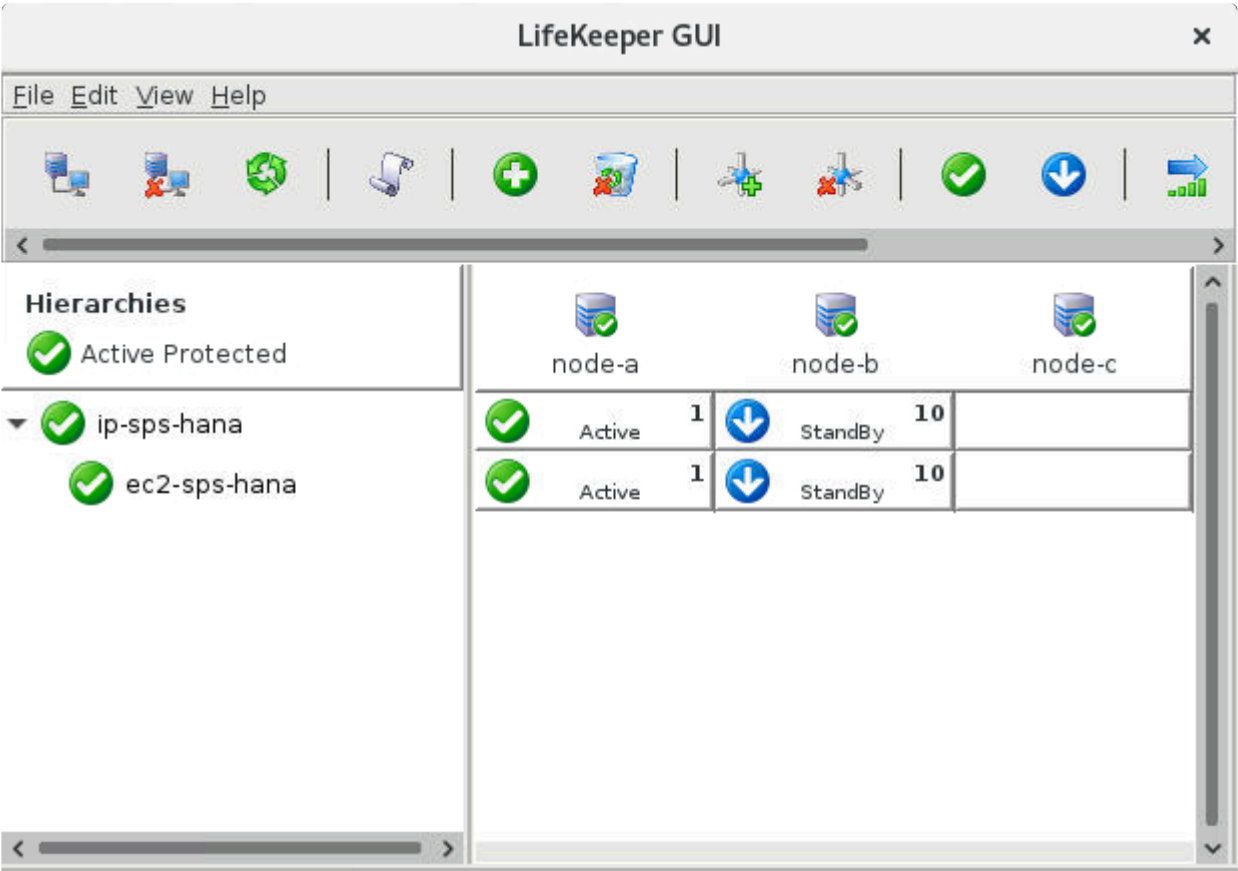 LifeKeeper GUI
File Edit View Help
Hierarchies
Active Protected
node-a node-b node-c
ip-sps-hana Active 1 StandBy 10
ec2-sps-hana Active 1 StandBy 10